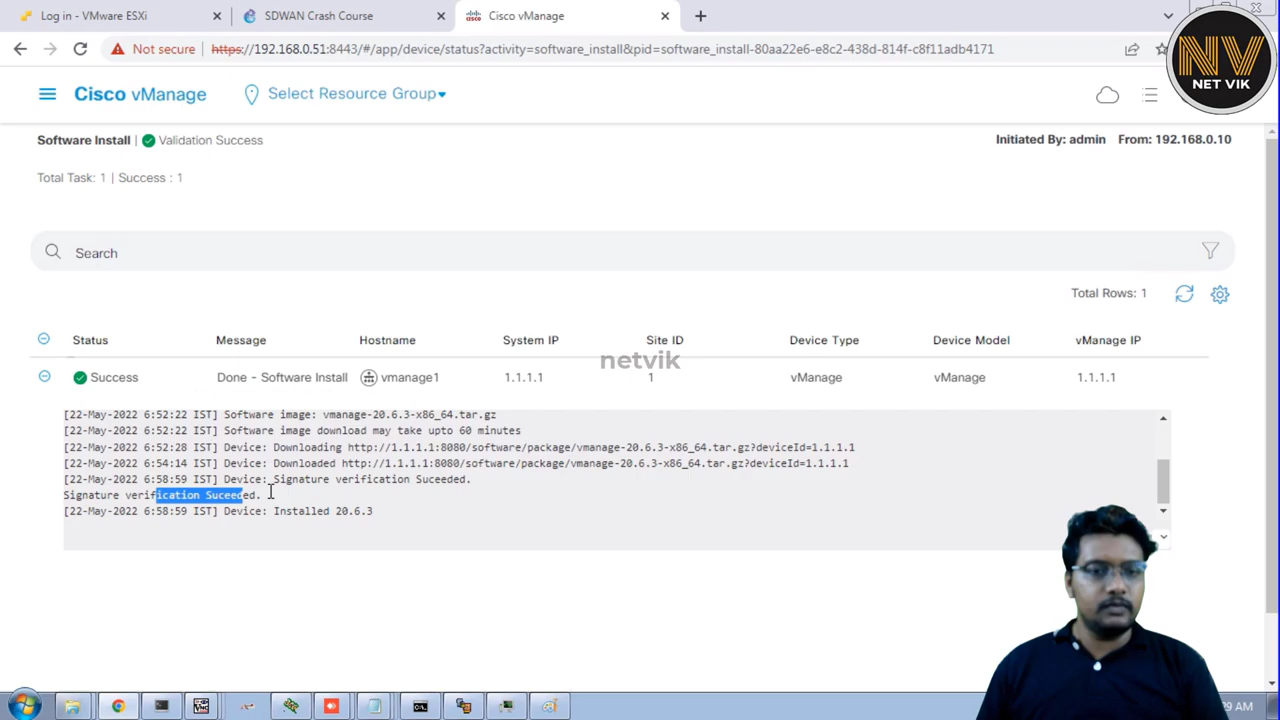 Log in - VMware ESXi
SDWAN Crash Course
Cisco vManage
Not secure
https://192.168.0.51:8443/#/app/device/status?activity=software_install&pid=software_install-80aa22e6-e8c2-438d-814f-c8f11adb4171
NV
NET VIK
Cisco vManage
Select Resource Group
Software Install | Validation Success
Initiated By: admin From: 192.168.0.10
Total Task: 1 | Success : 1
Search
Total Rows: 1
Status Message Hostname System IP Site ID Device Type Device Model vManage IP
netvik
Success Done - Software Install vmanage1 1.1.1.1 1 vManage vManage 1.1.1.1
[22-May-2022 6:52:22 IST] Software image: vmanage-20.6.3-x86_64.tar.gz
[22-May-2022 6:52:22 IST] Software image download may take upto 60 minutes
[22-May-2022 6:52:28 IST] Device: Downloading http://1.1.1.1:8080/software/package/vmanage-20.6.3-x86_64.tar.gz?deviceId=1.1.1.1
[22-May-2022 6:54:14 IST] Device: Downloaded http://1.1.1.1:8080/software/package/vmanage-20.6.3-x86_64.tar.gz?deviceId=1.1.1.1
[22-May-2022 6:58:59 IST] Device: Signature verification Suceeded.
Signature verification Suceeded.
[22-May-2022 6:58:59 IST] Device: Installed 20.6.3